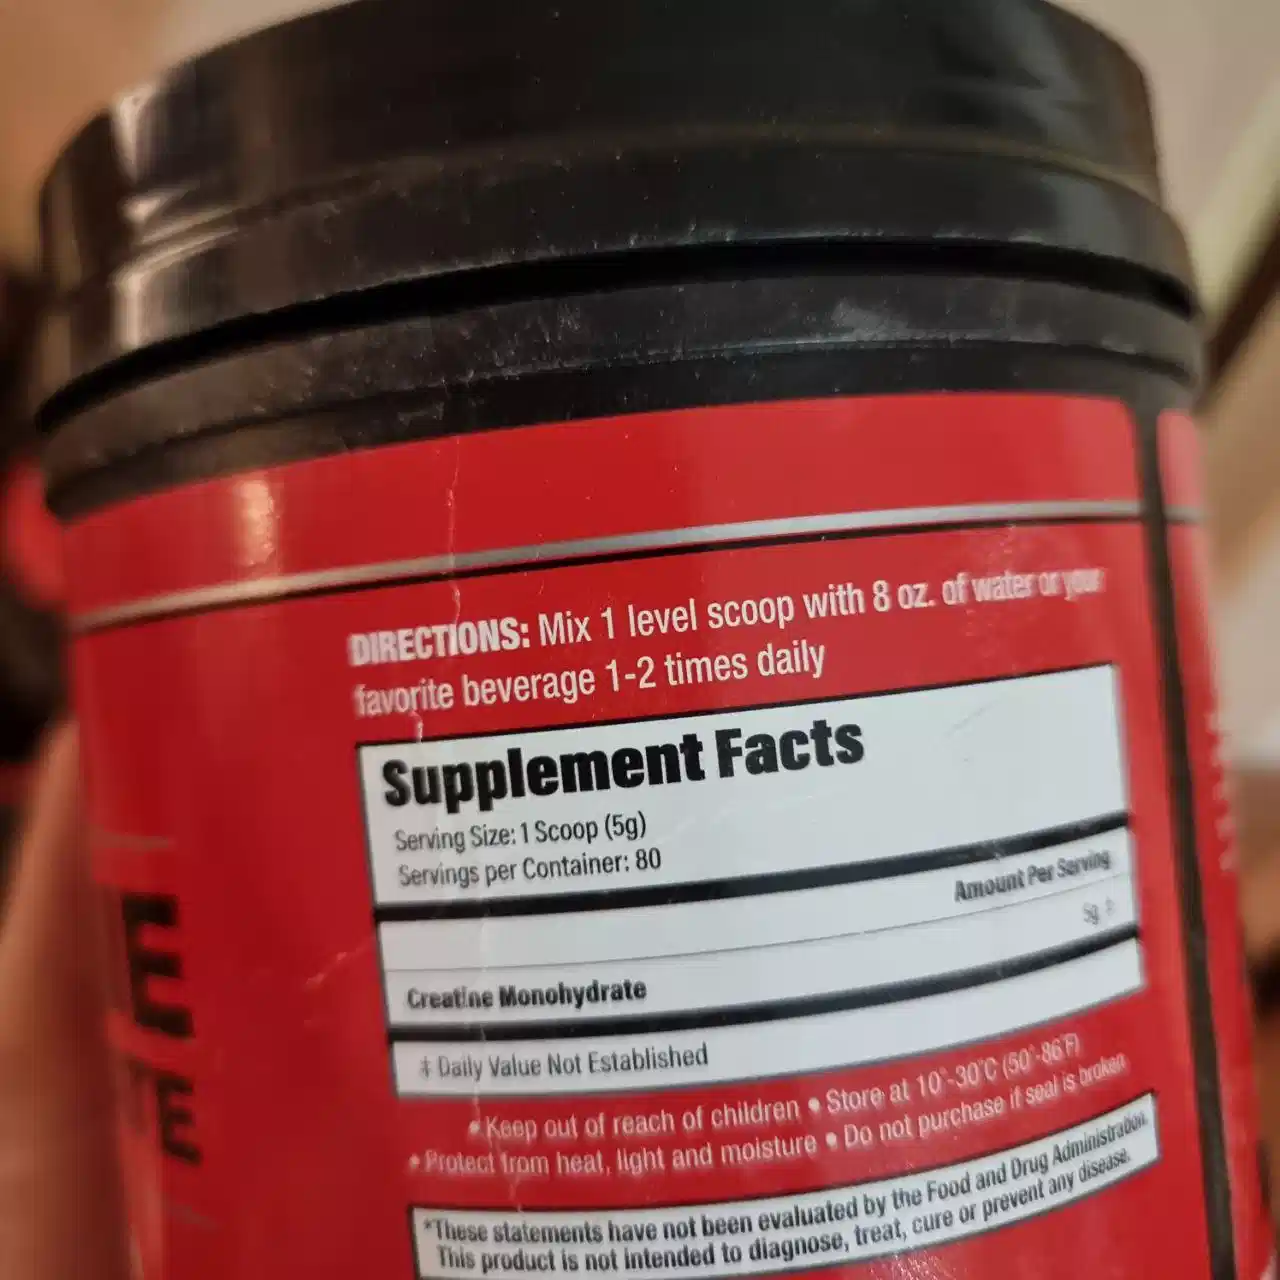 DIRECTIONS: Mix 1 level scoop with 8 oz. of water or your
favorite beverage 1-2 times daily
Supplement Facts
Serving Size: 1 Scoop (5g)
Servings per Container: 80
Amount Per Serving
Creatine Monohydrate 5g ‡
‡ Daily Value Not Established
• Keep out of reach of children • Store at 10°-30°C (50°-86°F)
• Protect from heat, light and moisture • Do not purchase if seal is broken
*These statements have not been evaluated by the Food and Drug Administration.
This product is not intended to diagnose, treat, cure or prevent any disease.
E
TE